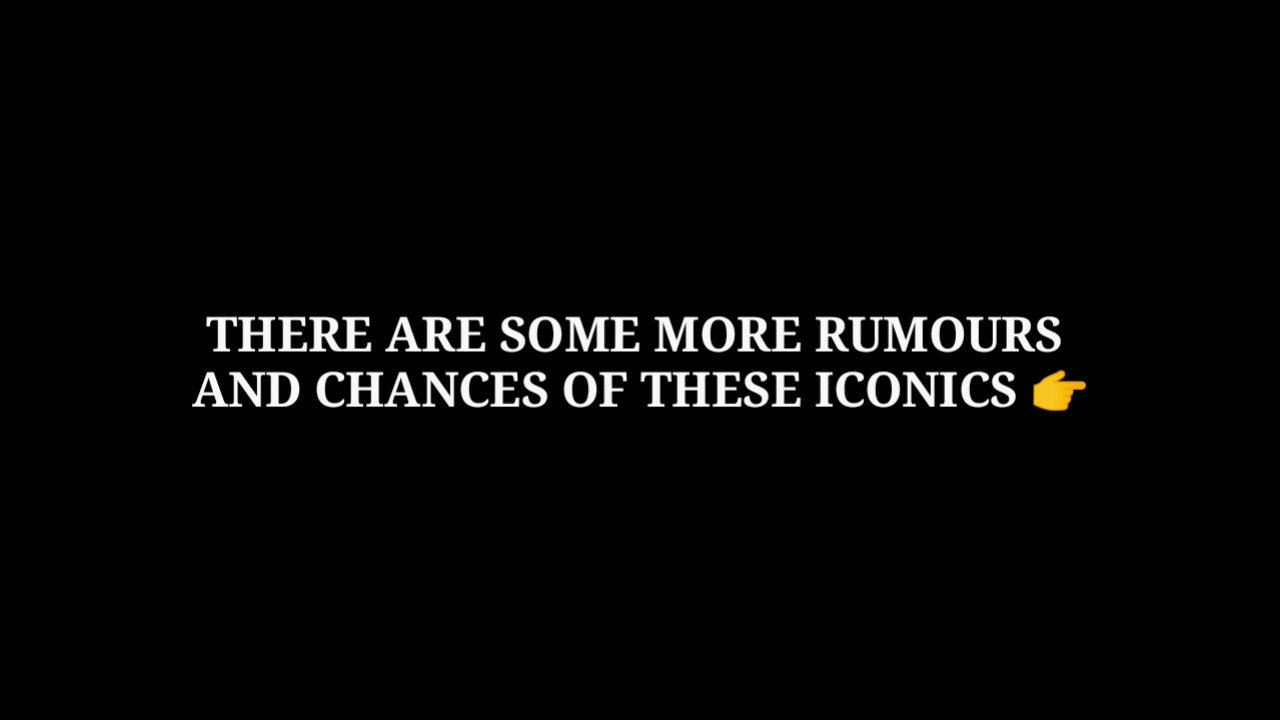 THERE ARE SOME MORE RUMOURS
AND CHANCES OF THESE ICONICS 👉